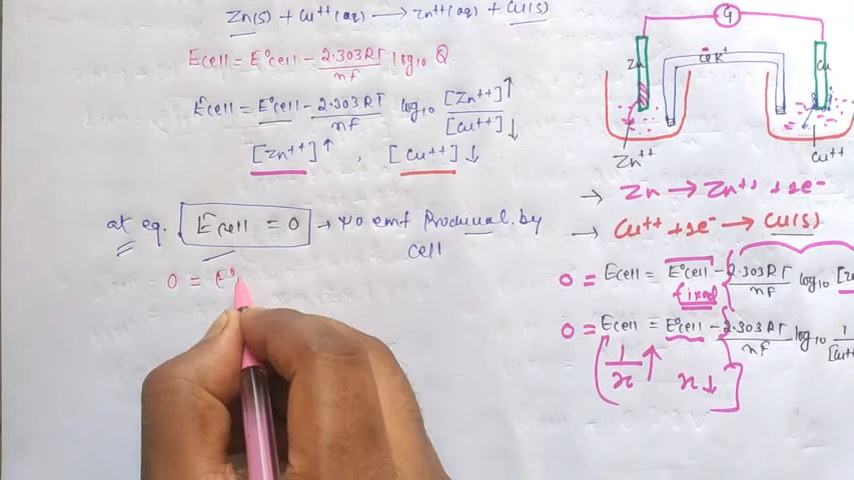 Zn(s) + Cu++(aq) ⟶ Zn++(aq) + Cu(s)
Ecell = E°cell - 2.303RT/nf log10 Q
Ecell = E°cell - 2.303RT/nf log10 [Zn++]↑/[Cu++]↓
[Zn++]↑ , [Cu++]↓
at eq. Ecell = 0 → no emf Produced by
cell
0 = E°
G
Zn
K+
Cu
Zn++
Cu++
→ Zn → Zn++ + 2e-
→ Cu++ + 2e- → Cu(s)
0 = Ecell = E°cell - 2.303RT/nf log10 [Zn
fixed
0 = Ecell = E°cell - 2.303RT/nf log10 1/[Cu++
1/x ↑ x↓